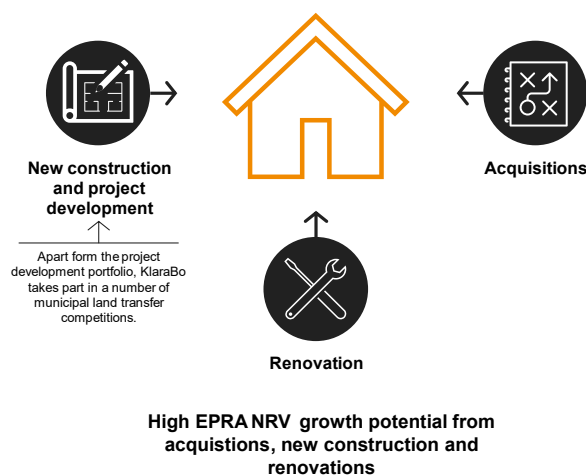 New construction
and project
development
Apart form the project
development portfolio, KlaraBo
takes part in a number of
municipal land transfer
competitions.
Acquisitions
Renovation
High EPRA NRV growth potential from
acquistions, new construction and
renovations